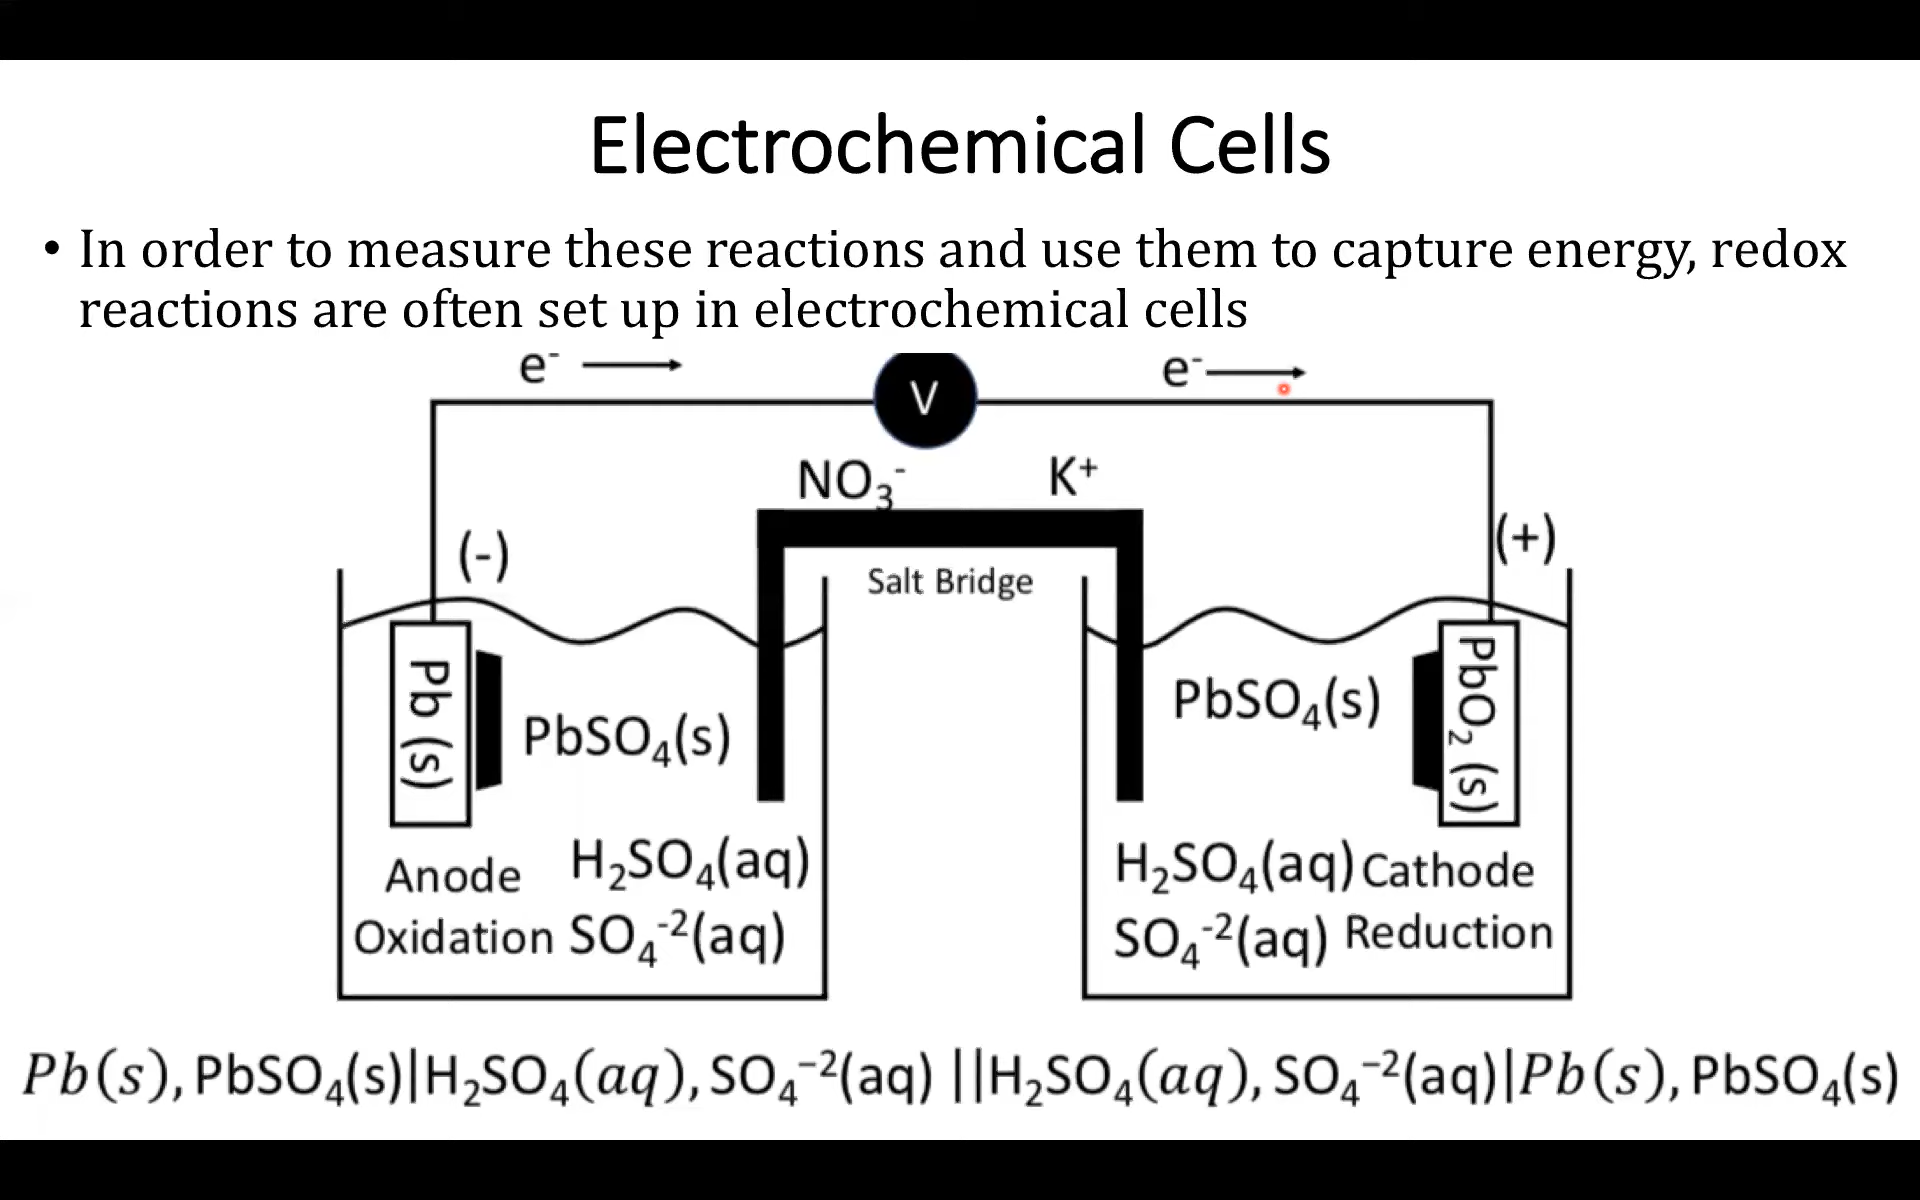 Electrochemical Cells
• In order to measure these reactions and use them to capture energy, redox
reactions are often set up in electrochemical cells
e⁻
e⁻
V
NO₃⁻
K⁺
(-)
(+)
Salt Bridge
Pb (s)
PbSO₄(s)
PbSO₄(s)
PbO₂ (s)
Anode
H₂SO₄(aq)
Oxidation
SO₄⁻²(aq)
H₂SO₄(aq)
Cathode
SO₄⁻²(aq)
Reduction
Pb(s), PbSO₄(s)|H₂SO₄(aq), SO₄⁻²(aq) ||H₂SO₄(aq), SO₄⁻²(aq)|Pb(s), PbSO₄(s)